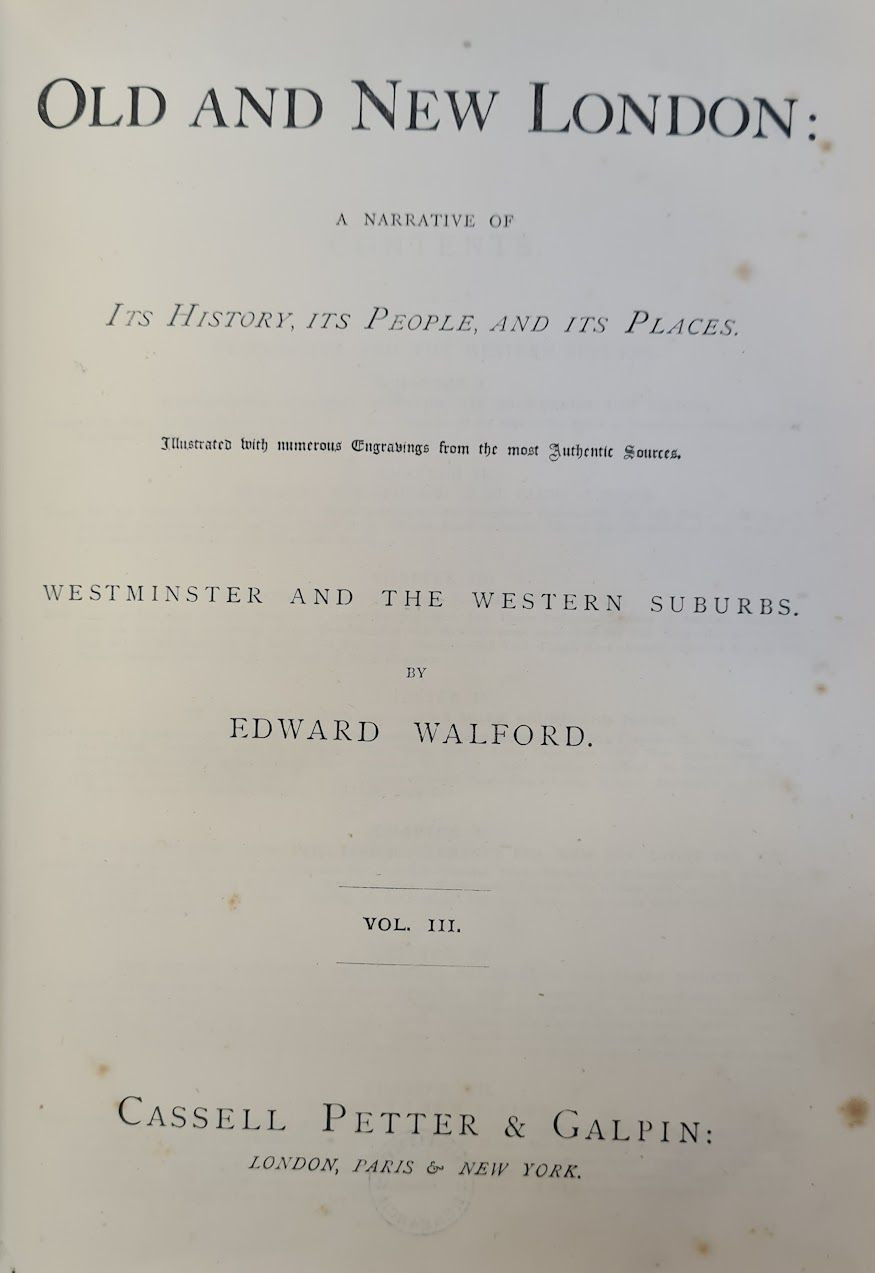 OLD AND NEW LONDON:
A NARRATIVE OF
ITS HISTORY, ITS PEOPLE, AND ITS PLACES.
Illustrated with numerous Engravings from the most Authentic Sources.
WESTMINSTER AND THE WESTERN SUBURBS.
BY
EDWARD WALFORD.
VOL. III.
CASSELL PETTER & GALPIN:
LONDON, PARIS & NEW YORK.